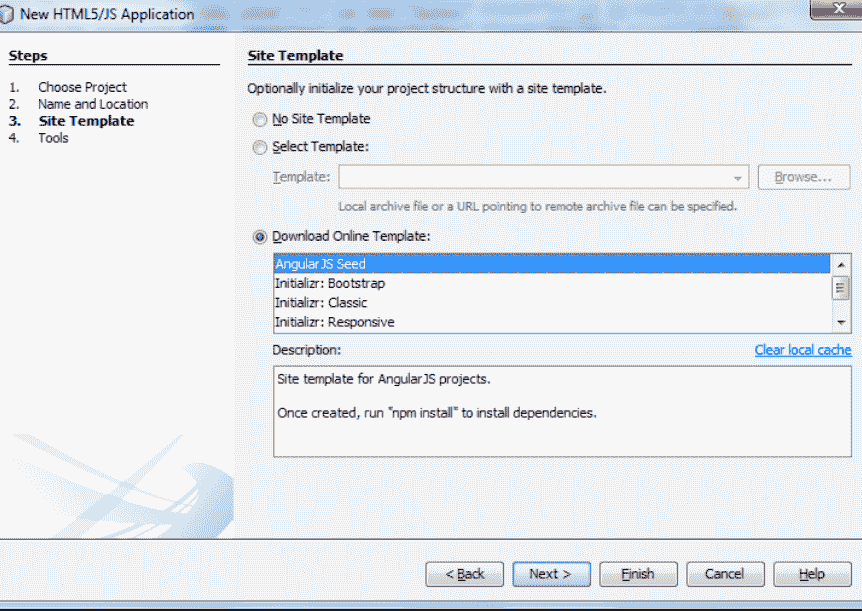 New HTML5/JS Application
Steps
1. Choose Project
2. Name and Location
3. Site Template
4. Tools
Site Template
Optionally initialize your project structure with a site template.
No Site Template
Select Template:
Template:
Browse...
Local archive file or a URL pointing to remote archive file can be specified.
Download Online Template:
AngularJS Seed
Initializr: Bootstrap
Initializr: Classic
Initializr: Responsive
Description:
Clear local cache
Site template for AngularJS projects.
Once created, run "npm install" to install dependencies.
< Back
Next >
Finish
Cancel
Help